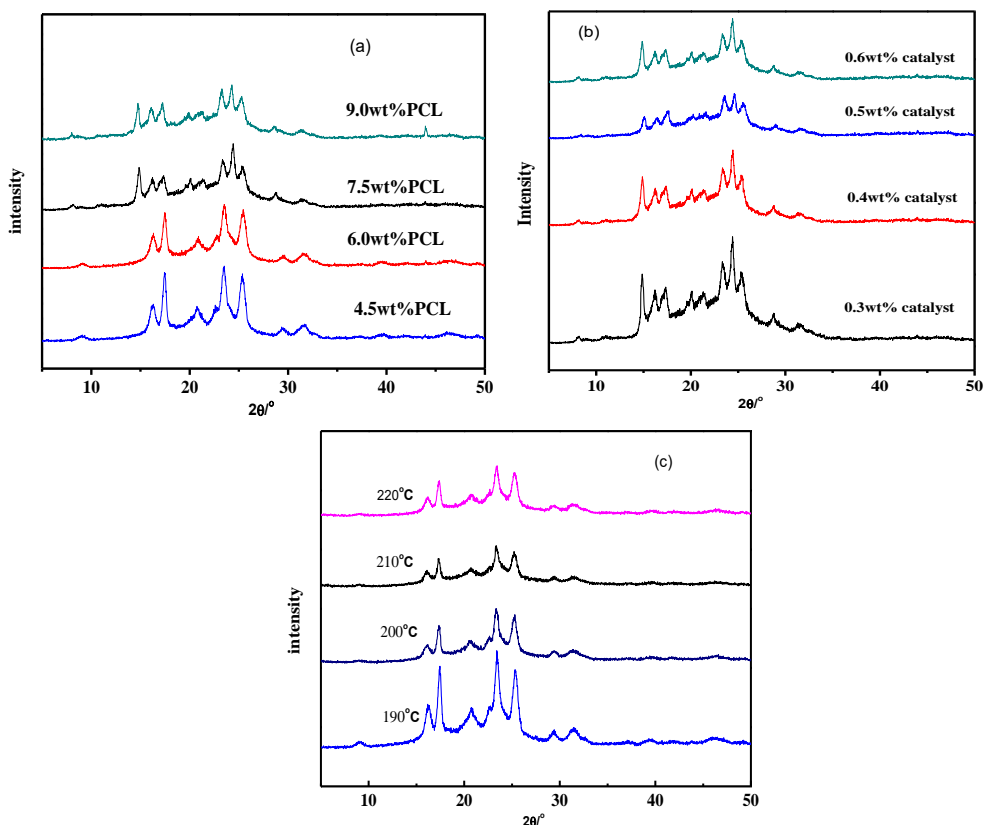 (a)
9.0wt%PCL
7.5wt%PCL
6.0wt%PCL
4.5wt%PCL
intensity
10 20 30 40 50
2θ/°
(b)
0.6wt% catalyst
0.5wt% catalyst
0.4wt% catalyst
0.3wt% catalyst
Intensity
10 20 30 40 50
2θ/°
(c)
220°C
210°C
200°C
190°C
intensity
10 20 30 40 50
2θ/°